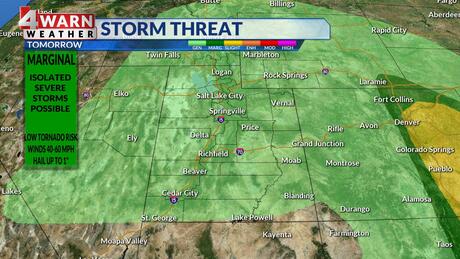 4 WARN
WEATHER
STORM THREAT
TOMORROW
GEN MARG SLIGHT ENH MOD HIGH
MARGINAL
ISOLATED
SEVERE
STORMS
POSSIBLE
LOW TORNADO RISK
WINDS 40-60 MPH
HAIL UP TO 1"
Butte
Billings
Aberdeen
Eugene
Rapid City
Twin Falls
Marbleton
Logan
Rock Springs
Laramie
Elko
Salt Lake City
Fort Collins
Springville
Vernal
15
Delta
Price
Rifle
Avon
Denver
Ely
Richfield
70
Grand Junction
Colorado Springs
Moab
Montrose
Beaver
Pueblo
Lakes
Cedar City
15
Blanding
Alamosa
St. George
Lake Powell
Durango
Taos
Moapa Valley
Kayenta
Farmington